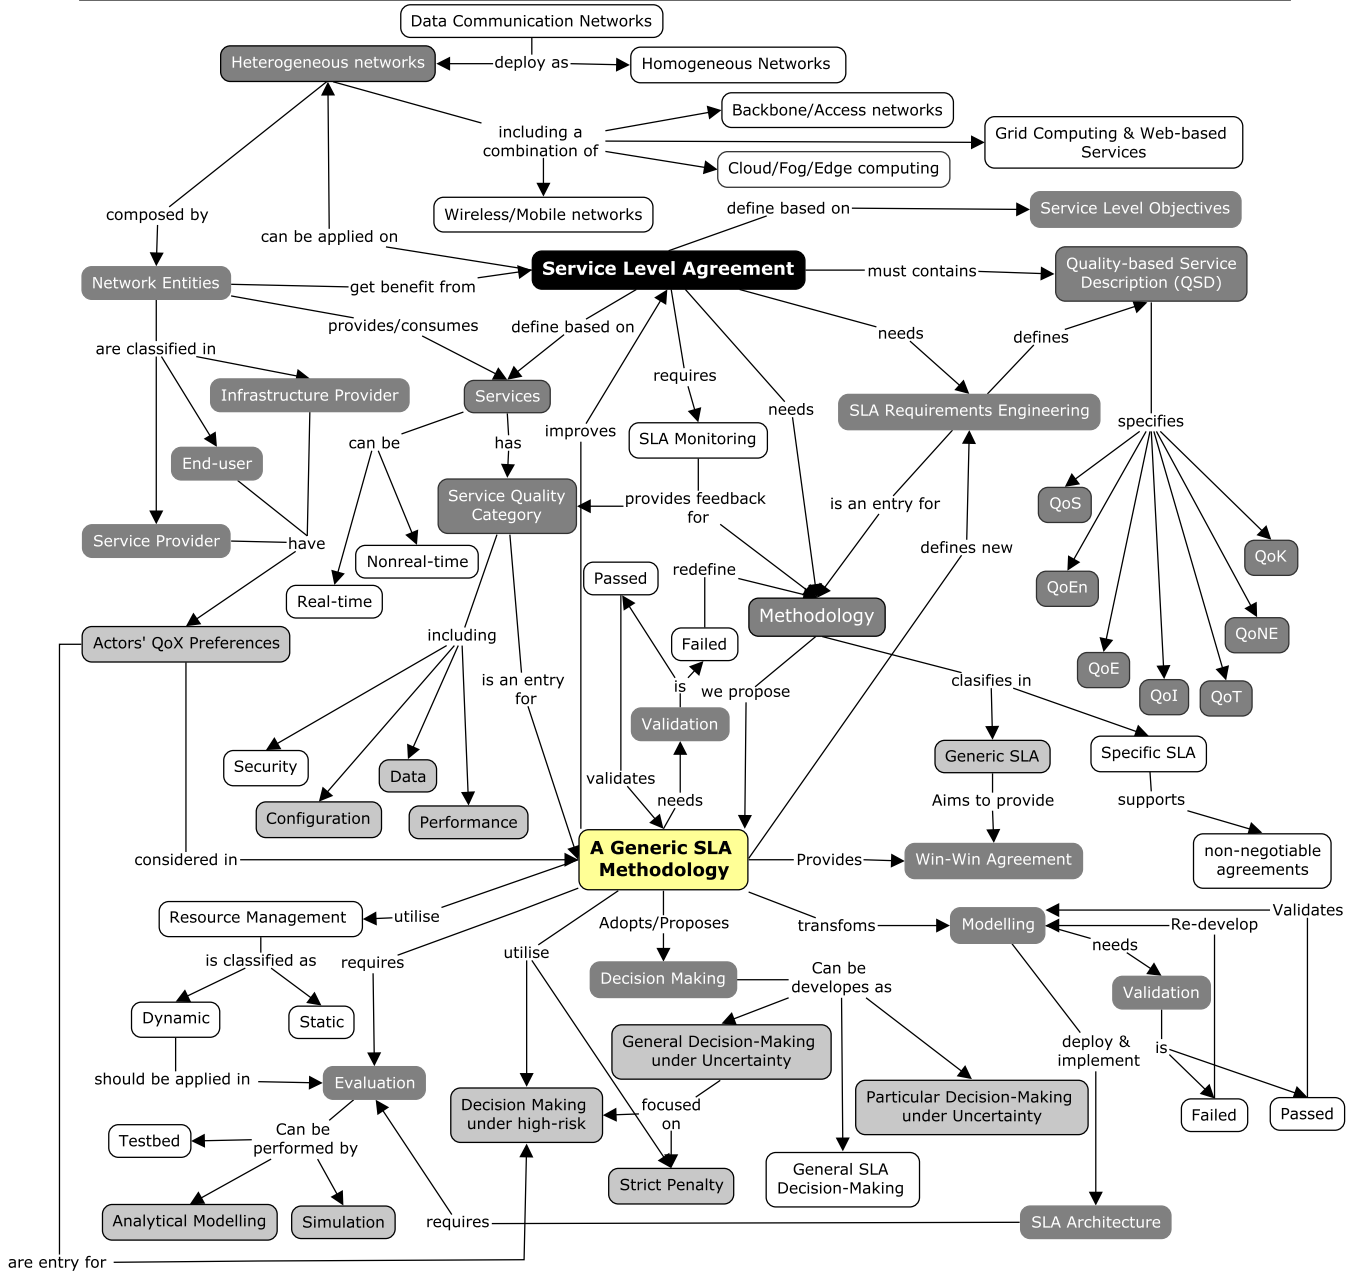 Data Communication Networks
Heterogeneous networks
deploy as
Homogeneous Networks
Backbone/Access networks
including a
combination of
Grid Computing & Web-based
Services
Cloud/Fog/Edge computing
Wireless/Mobile networks
composed by
define based on
Service Level Objectives
can be applied on
Service Level Agreement
must contains
Quality-based Service
Description (QSD)
Network Entities
get benefit from
provides/consumes
define based on
needs
defines
are classified in
requires
Infrastructure Provider
Services
needs
SLA Requirements Engineering
improves
specifies
can be
has
SLA Monitoring
End-user
Service Quality
Category
provides feedback
for
is an entry for
QoS
Service Provider
have
Nonreal-time
defines new
QoK
Passed
redefine
QoEn
Real-time
Methodology
Actors' QoX Preferences
including
Failed
QoNE
QoE
is an entry
for
is
we propose
clasifies in
QoI
QoT
Validation
Security
Data
Generic SLA
Specific SLA
validates
needs
Aims to provide
supports
Configuration
Performance
considered in
A Generic SLA
Methodology
Provides
Win-Win Agreement
non-negotiable
agreements
Resource Management
utilise
Adopts/Proposes
transfoms
Modelling
Validates
Re-develop
is classified as
requires
utilise
needs
Decision Making
Can be
developes as
Validation
Dynamic
Static
General Decision-Making
under Uncertainty
deploy &
implement
is
should be applied in
Evaluation
Decision Making
under high-risk
focused
on
Particular Decision-Making
under Uncertainty
Failed
Passed
Testbed
Can be
performed by
General SLA
Decision-Making
Strict Penalty
Analytical Modelling
Simulation
requires
SLA Architecture
are entry for